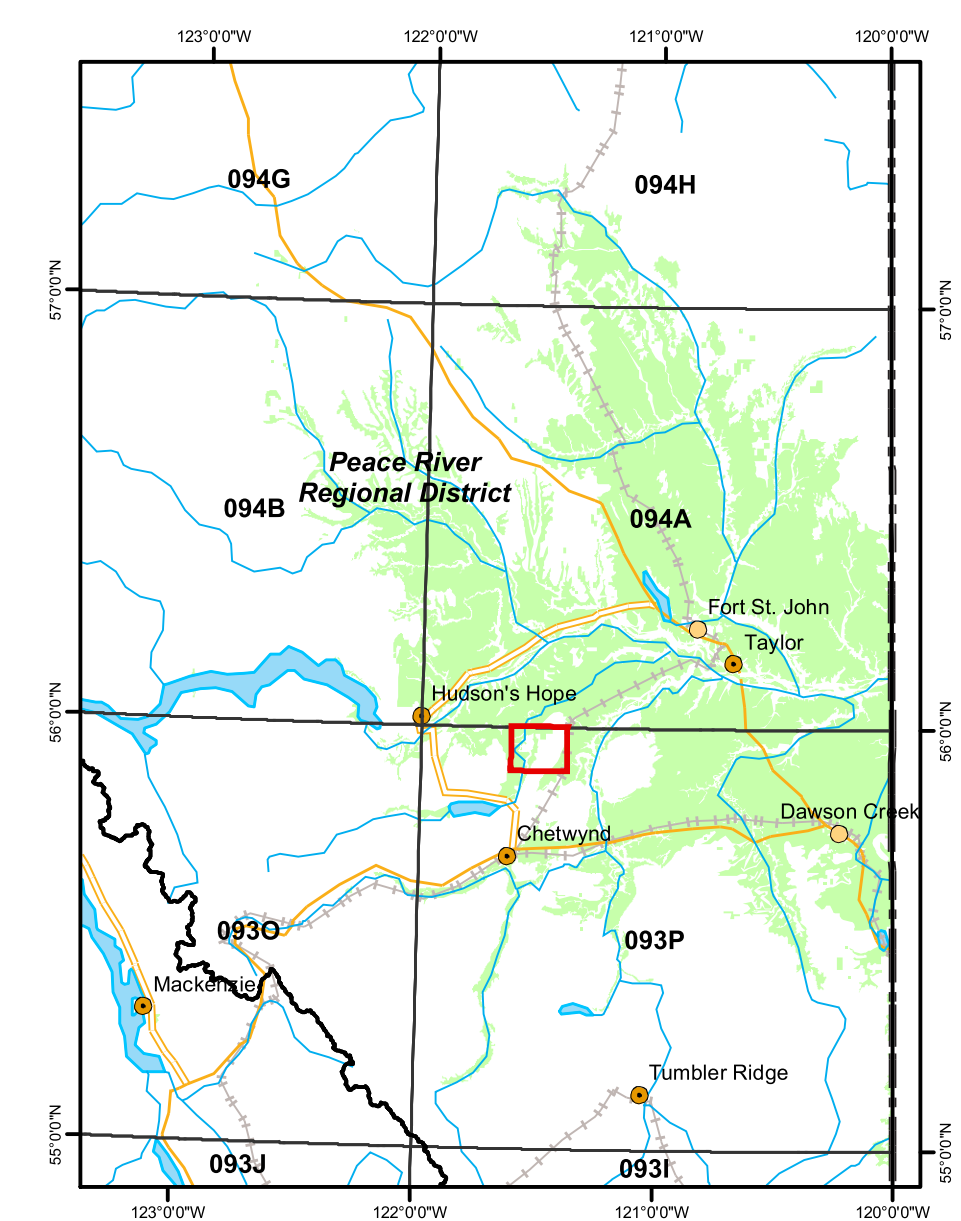 123°0'0"W
122°0'0"W
121°0'0"W
120°0'0"W
094G
094H
57°0'0"N
57°0'0"N
Peace River
Regional District
094B
094A
Fort St. John
Taylor
Hudson's Hope
56°0'0"N
56°0'0"N
Dawson Creek
Chetwynd
093O
093P
Mackenzie
Tumbler Ridge
55°0'0"N
55°0'0"N
093J
093I
123°0'0"W
122°0'0"W
121°0'0"W
120°0'0"W